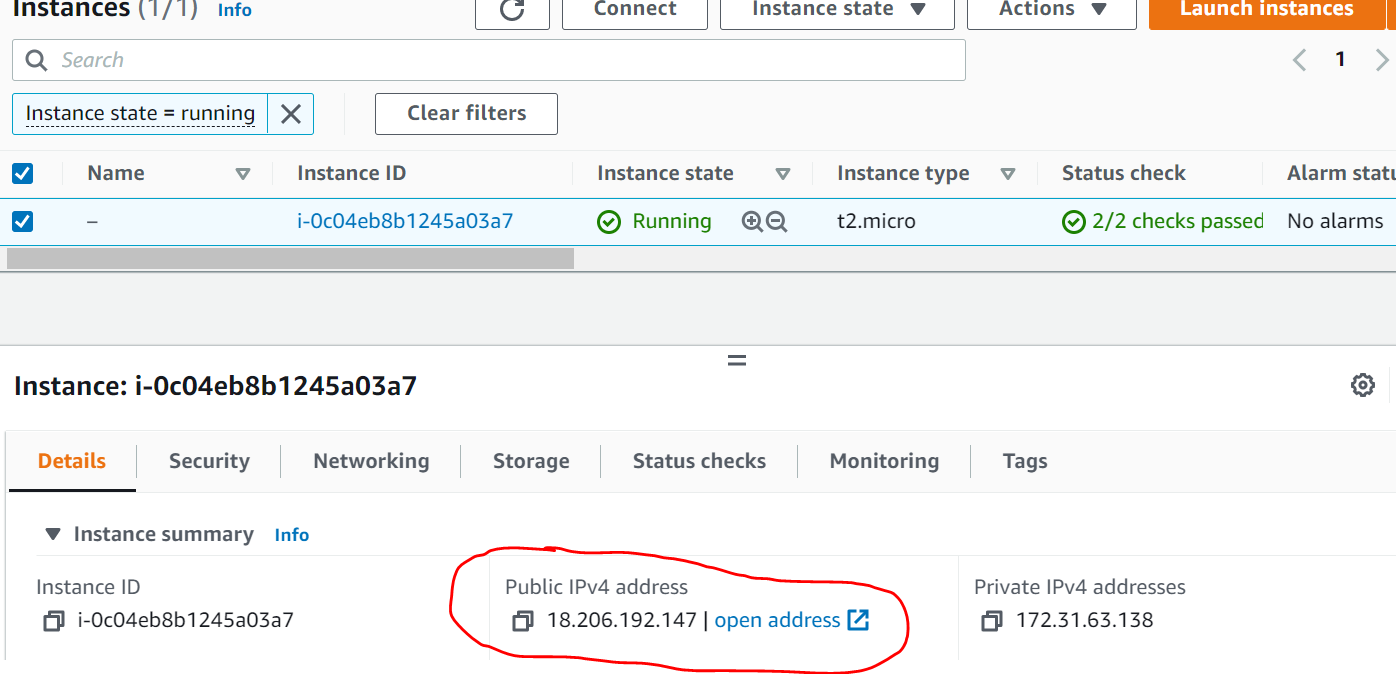 Instances (1/1) Info Connect Instance state Actions Launch instances
Search 1
Instance state = running Clear filters
Name Instance ID Instance state Instance type Status check Alarm statu
– i-0c04eb8b1245a03a7 Running t2.micro 2/2 checks passed No alarms
Instance: i-0c04eb8b1245a03a7
Details Security Networking Storage Status checks Monitoring Tags
Instance summary Info
Instance ID Public IPv4 address Private IPv4 addresses
i-0c04eb8b1245a03a7 18.206.192.147 | open address 172.31.63.138